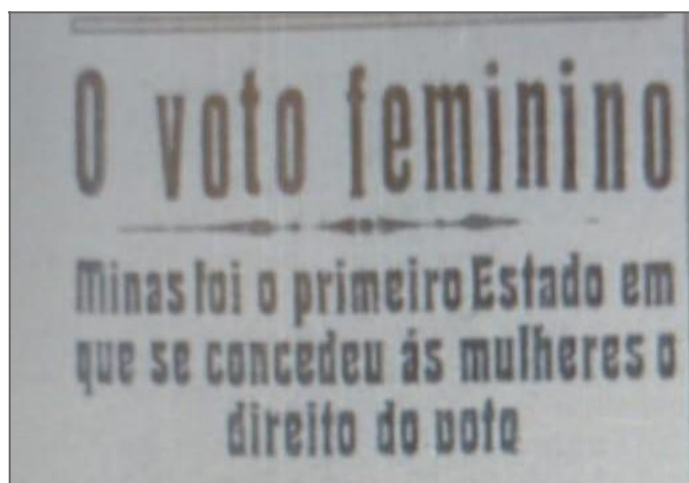 O voto feminino
Minas foi o primeiro Estado em
que se concedeu ás mulheres o
direito do voto